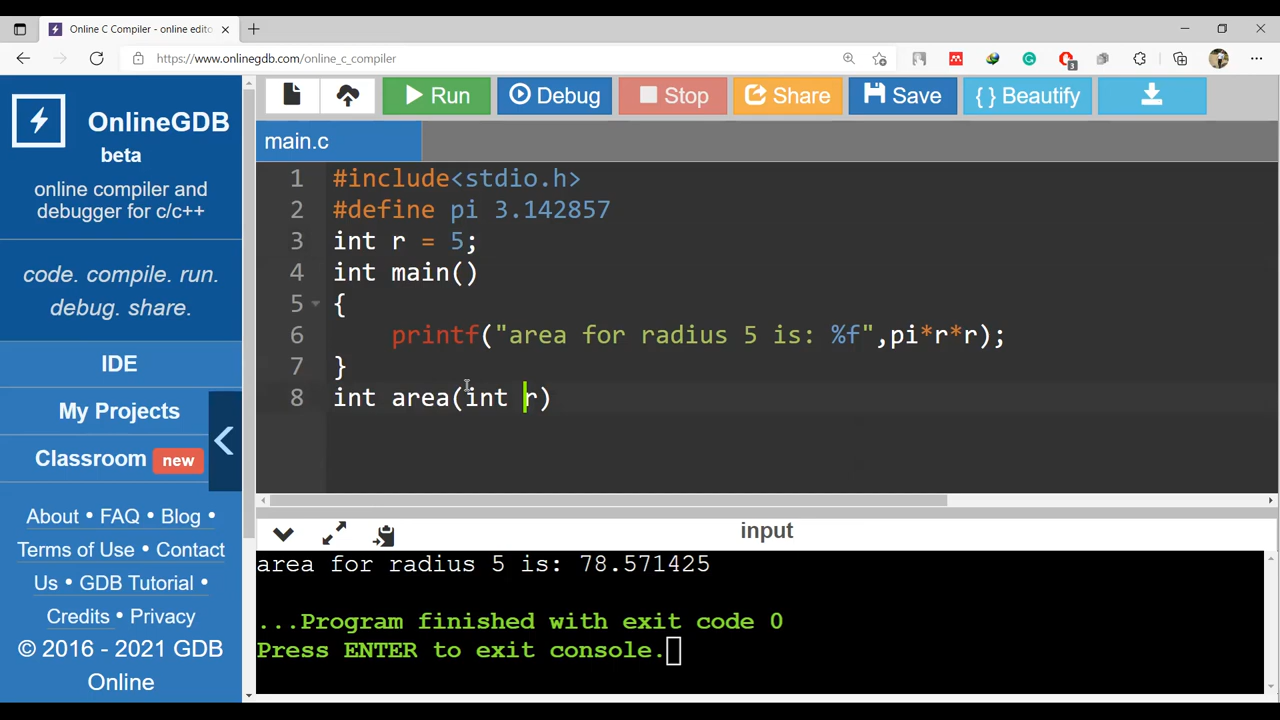 Online C Compiler - online edito
https://www.onlinegdb.com/online_c_compiler
3
OnlineGDB
beta
online compiler and
debugger for c/c++
code. compile. run.
debug. share.
IDE
My Projects
Classroom new
About • FAQ • Blog •
Terms of Use • Contact
Us • GDB Tutorial •
Credits • Privacy
© 2016 - 2021 GDB
Online
Run Debug Stop Share Save { } Beautify
main.c
1 #include<stdio.h>
2 #define pi 3.142857
3 int r = 5;
4 int main()
5 {
6 printf("area for radius 5 is: %f",pi*r*r);
7 }
8 int area(int r)
input
area for radius 5 is: 78.571425
...Program finished with exit code 0
Press ENTER to exit console.